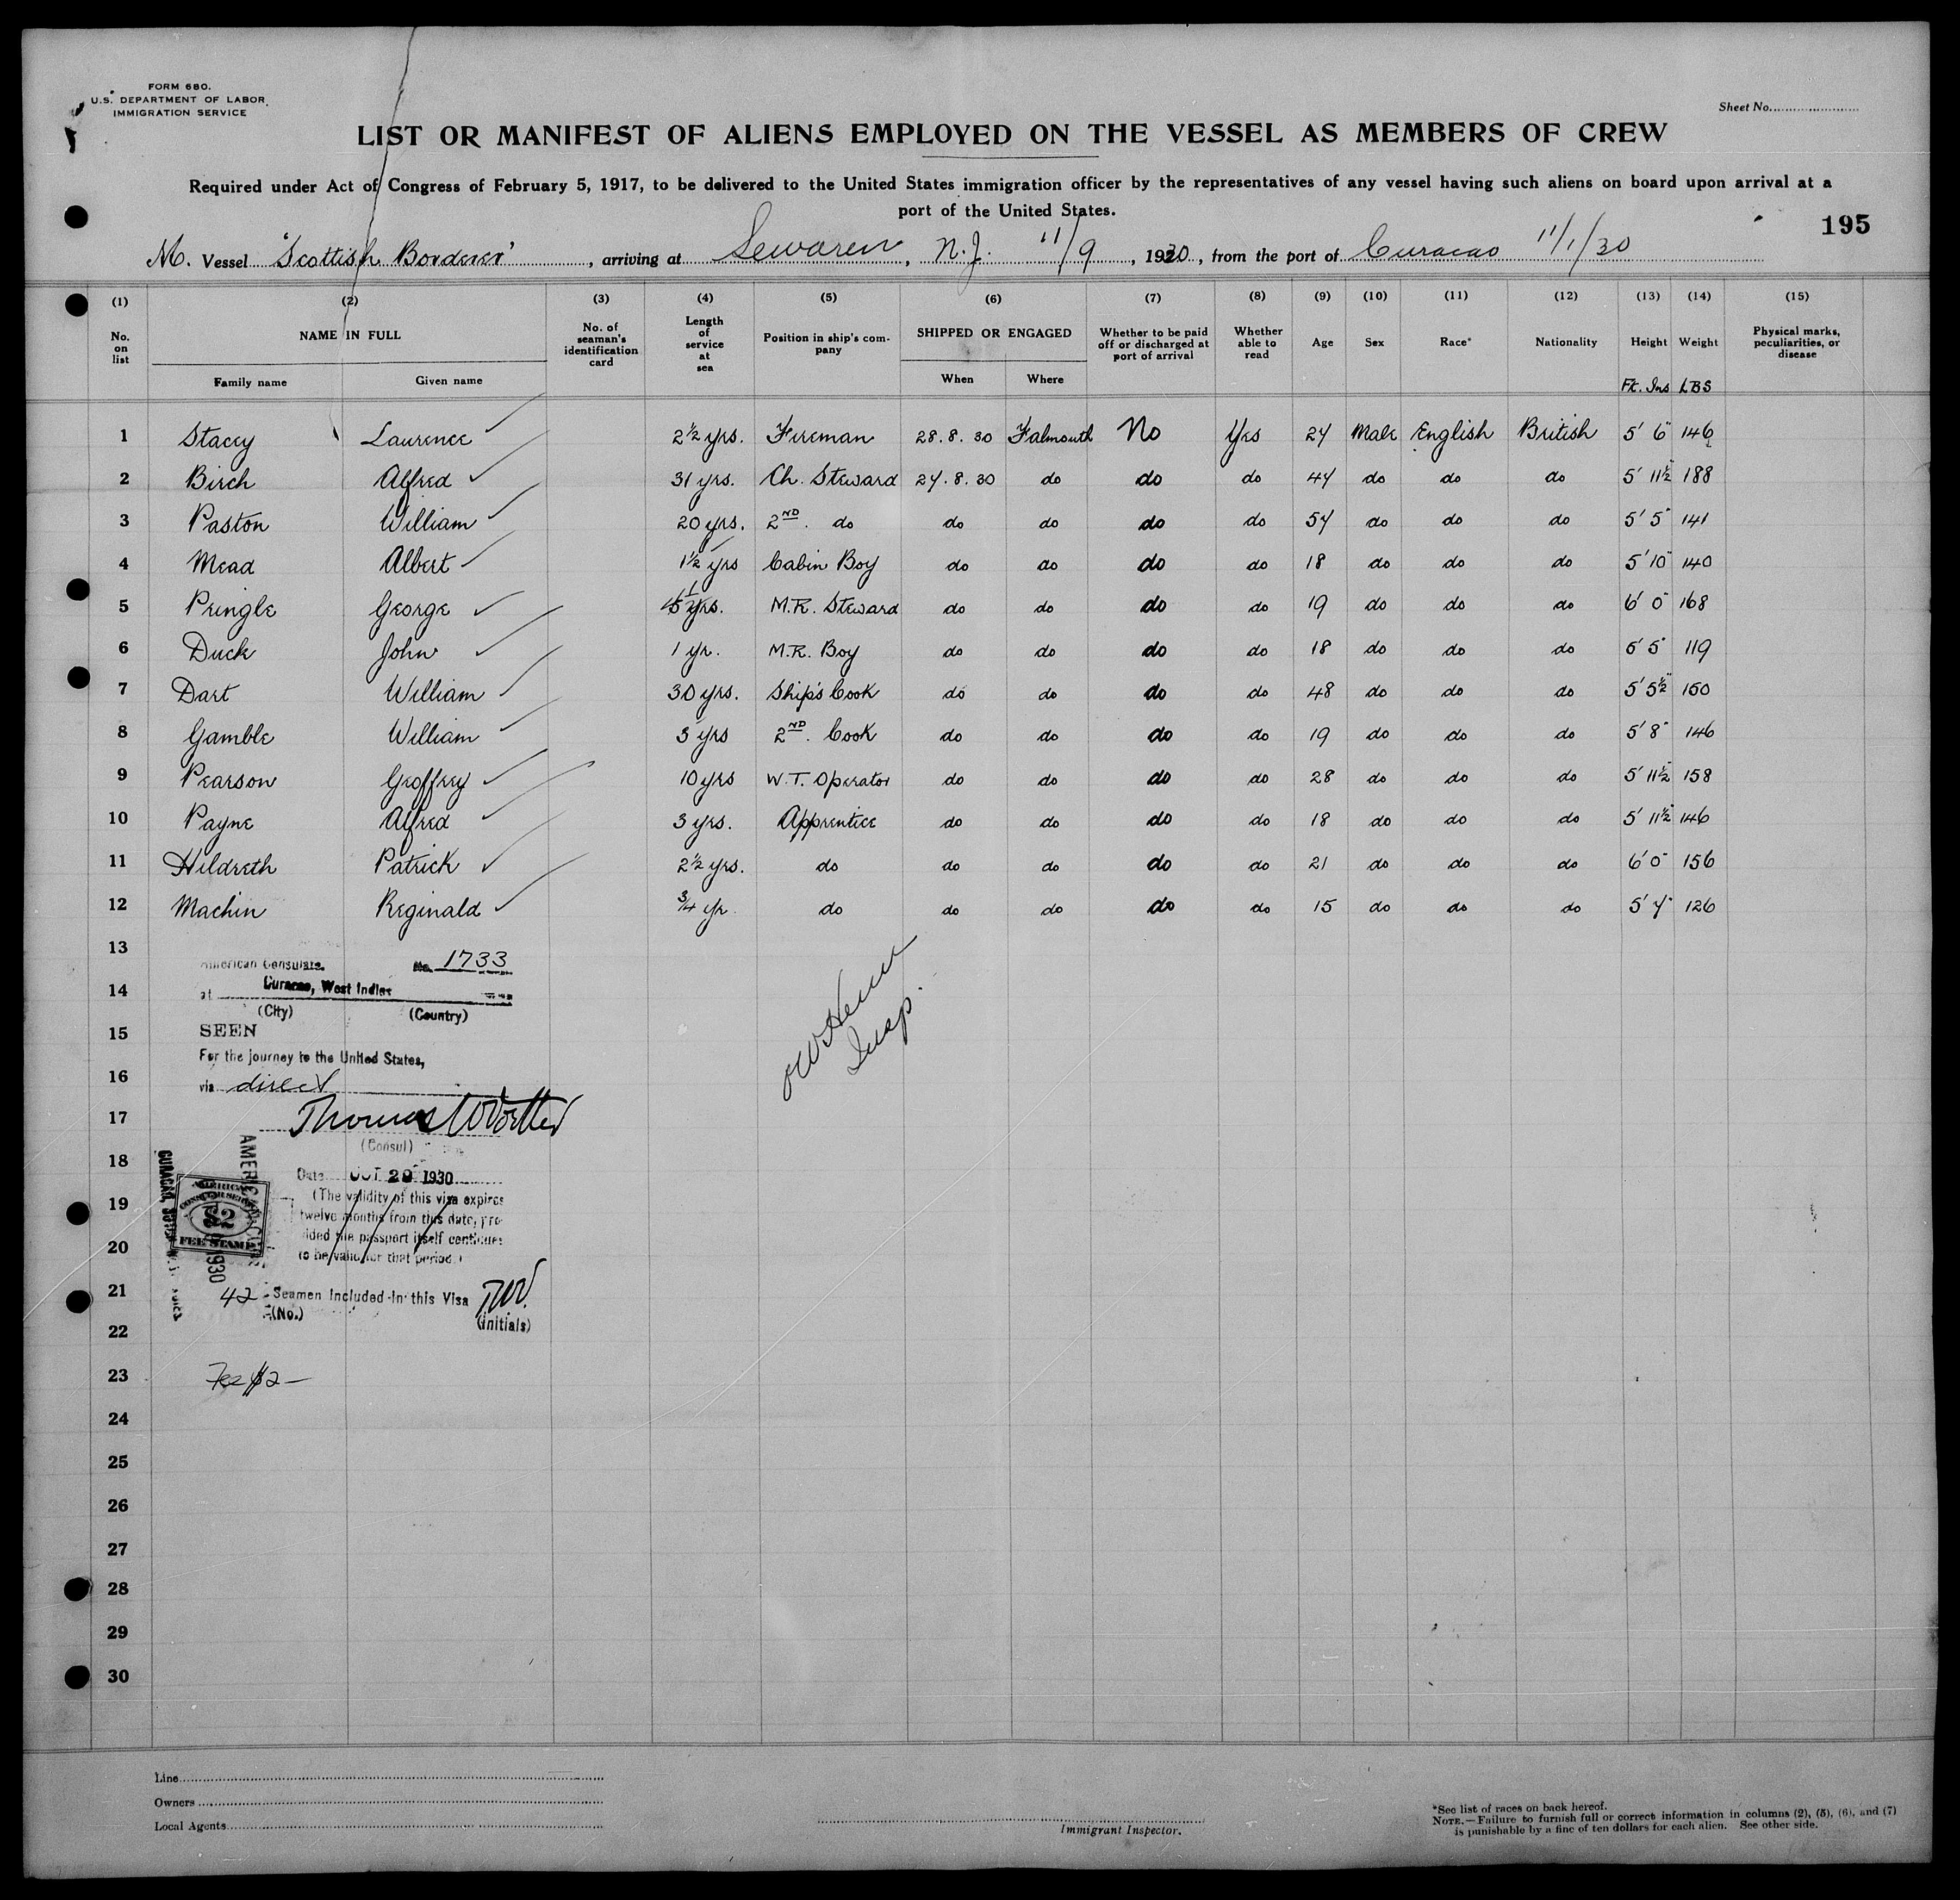 FORM 680.
U.S. DEPARTMENT OF LABOR
IMMIGRATION SERVICE
Sheet No.
LIST OR MANIFEST OF ALIENS EMPLOYED ON THE VESSEL AS MEMBERS OF CREW
Required under Act of Congress of February 5, 1917, to be delivered to the United States immigration officer by the representatives of any vessel having such aliens on board upon arrival at a
port of the United States.
195
M. Vessel "Scottish Borderer", arriving at Sewaren, N.J. 11/9, 1930, from the port of Curacao 11/1/30
(1) (2) (3) (4) (5) (6) (7) (8) (9) (10) (11) (12) (13) (14) (15)
No. on list NAME IN FULL Family name Given name No. of seaman's identification card Length of service at sea Position in ship's company SHIPPED OR ENGAGED When Where Whether to be paid off or discharged at port of arrival Whether able to read Age Sex Race* Nationality Height Weight Physical marks, peculiarities, or disease
Ft. Ins LBS
1 Stacey Laurence 2½ yrs. Fireman 28.8.30 Falmouth No Yes 27 Male English British 5' 6" 146
2 Birch Alfred 31 yrs. Ch. Steward 27.8.30 do do do 47 do do do 5' 11½" 188
3 Paston William 20 yrs. 2ND. do do do do do 57 do do do 5' 5" 141
4 Mead Albert 1½ yrs Cabin Boy do do do do 18 do do do 5' 10" 140
5 Pringle George yrs. M.R. Steward do do do do 19 do do do 6' 0" 168
6 Duck John 1 yr. M.R. Boy do do do do 18 do do do 5' 5" 119
7 Dart William 30 yrs. Ship's Cook do do do do 48 do do do 5' 5½" 150
8 Gamble William 3 yrs 2ND. Cook do do do do 19 do do do 5' 8" 146
9 Pearson Geoffrey 10 yrs W.T. Operator do do do do 28 do do do 5' 11½" 158
10 Payne Alfred 3 yrs. Apprentice do do do do 18 do do do 5' 11½" 146
11 Hildreth Patrick 2½ yrs. do do do do do 21 do do do 6' 0" 156
12 Machin Reginald ¾ yr. do do do do do 15 do do do 5' 7" 126
13
14
15
16
17
18
19
20
21
22
23
24
25
26
27
28
29
30
American Consulate. No. 1733
at Curacao, West Indies
(City) (Country)
SEEN
For the journey to the United States,
via direct
(Consul)
Date OCT 29 1930
(The validity of this visa expires
twelve months from this date, pro-
vided the passport itself continues
to be valid for that period.)
AMERICAN
CONSULAR SERVICE
$2
FEE STAMP
42 Seamen Included In this Visa TWV.
(No.) (initials)
Fee $2—
Insp.
Line
Owners
Local Agents
Immigrant Inspector.
*See list of races on back hereof.
NOTE.—Failure to furnish full or correct information in columns (2), (5), (6), and (7)
is punishable by a fine of ten dollars for each alien. See other side.